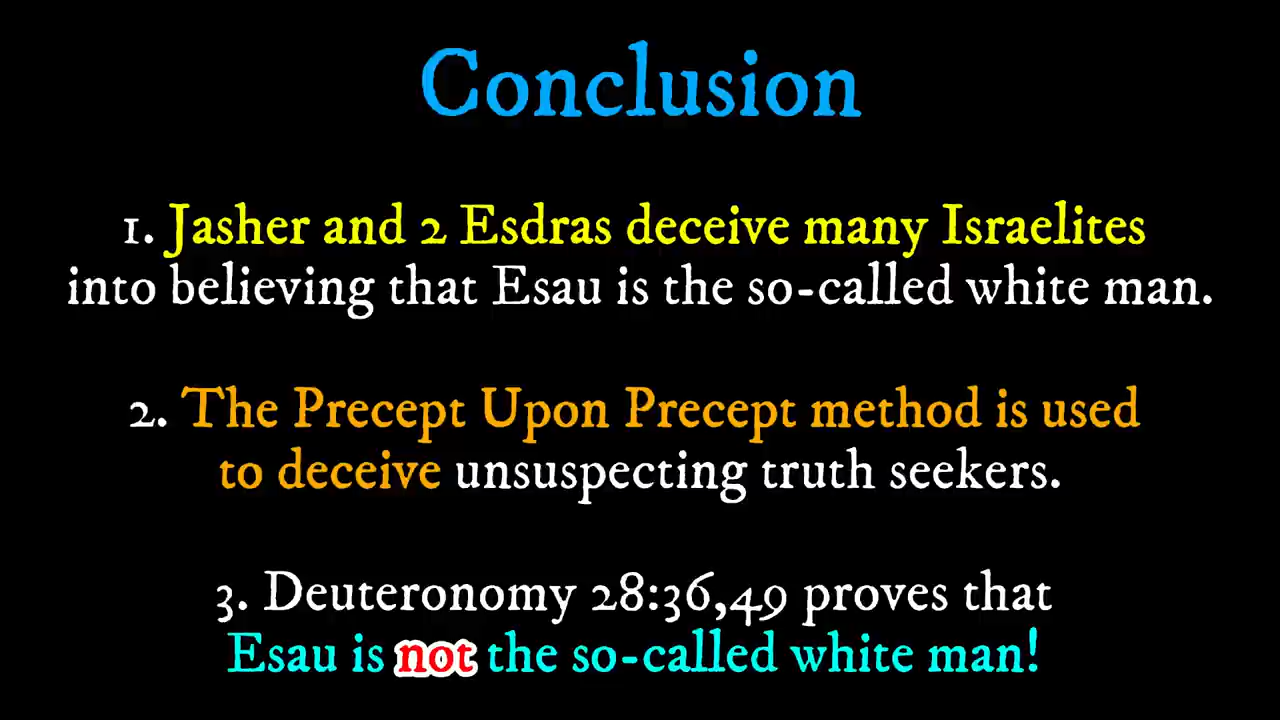 Conclusion
1. Jasher and 2 Esdras deceive many Israelites
into believing that Esau is the so-called white man.
2. The Precept Upon Precept method is used
to deceive unsuspecting truth seekers.
3. Deuteronomy 28:36,49 proves that
Esau is not the so-called white man!